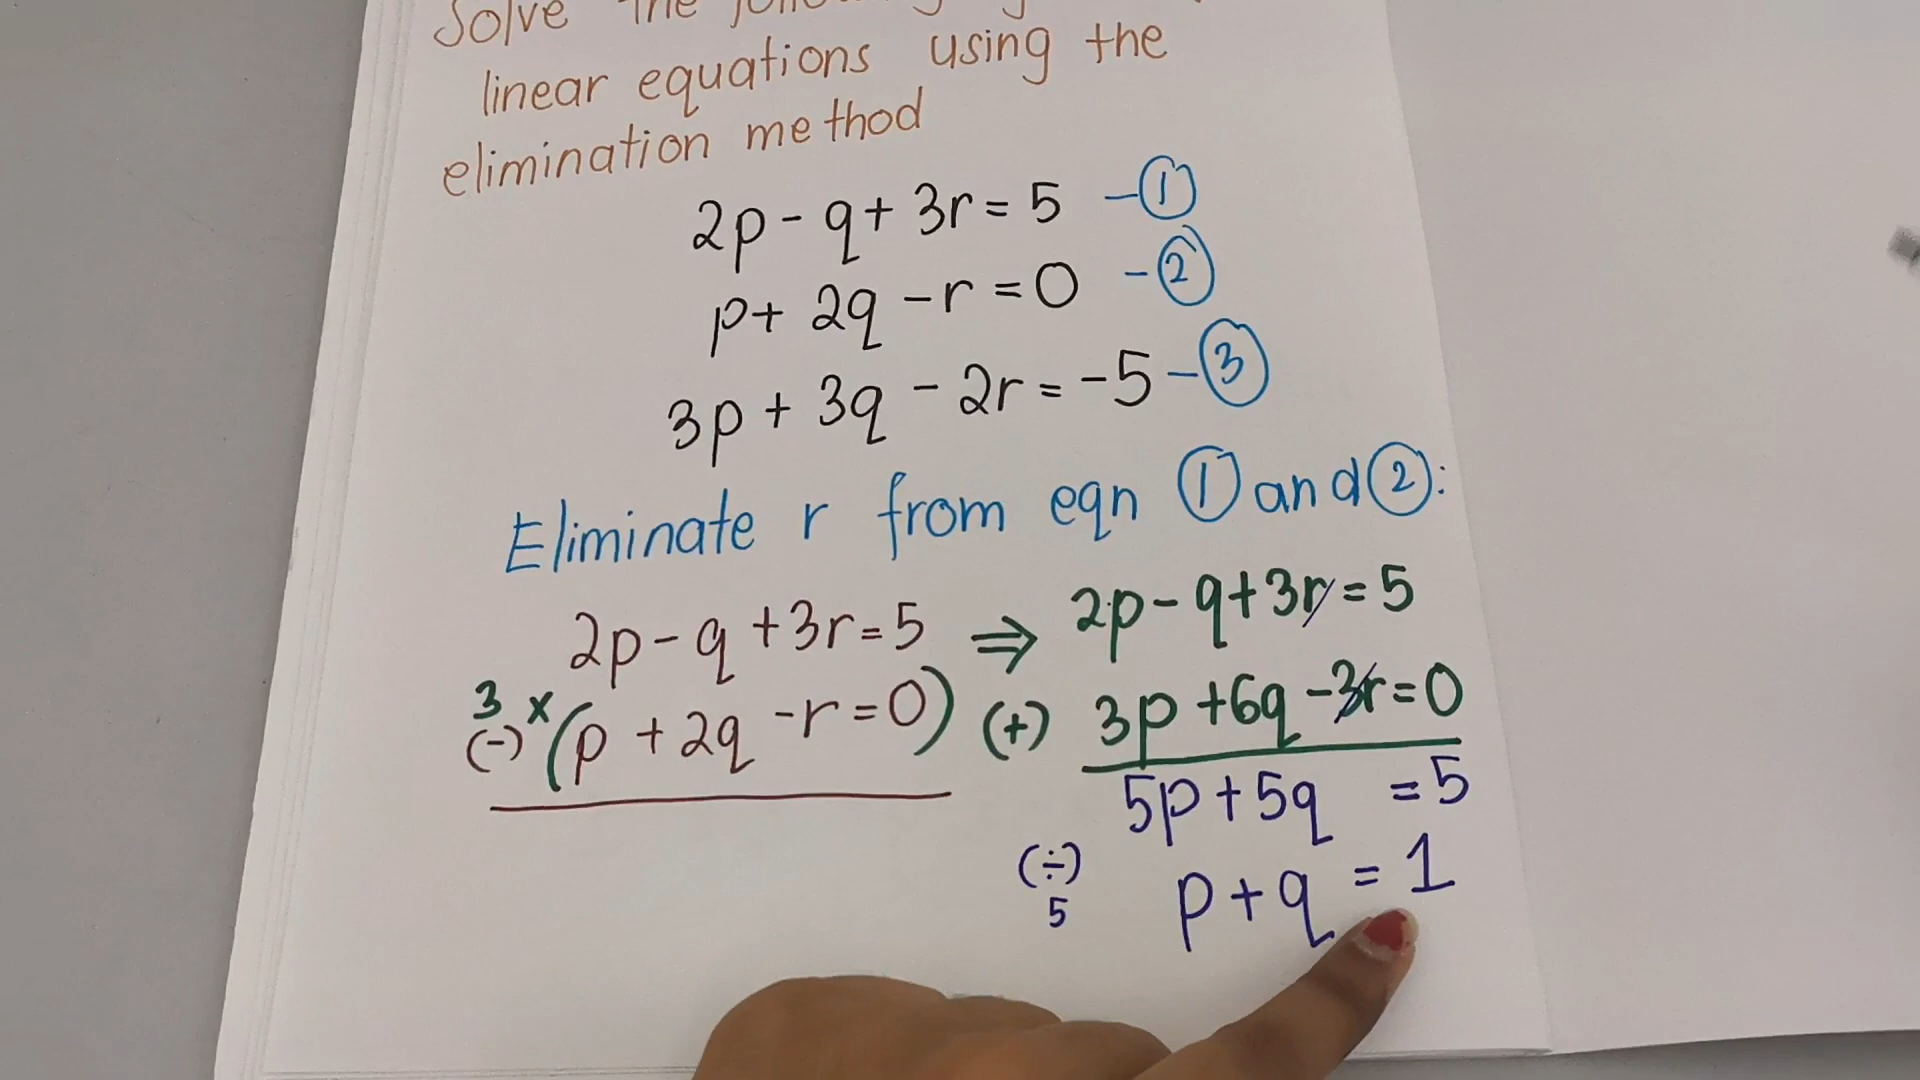 Solve the
linear equations using the
elimination method
2p - q + 3r = 5 - ①
p + 2q - r = 0 - ②
3p + 3q - 2r = -5 - ③
Eliminate r from eqn ① and ②:
2p - q + 3r = 5 ⇒ 2p - q + 3r = 5
3 × (-) (p + 2q - r = 0) (+) 3p + 6q - 3r = 0
5p + 5q = 5
(÷) 5 p + q = 1